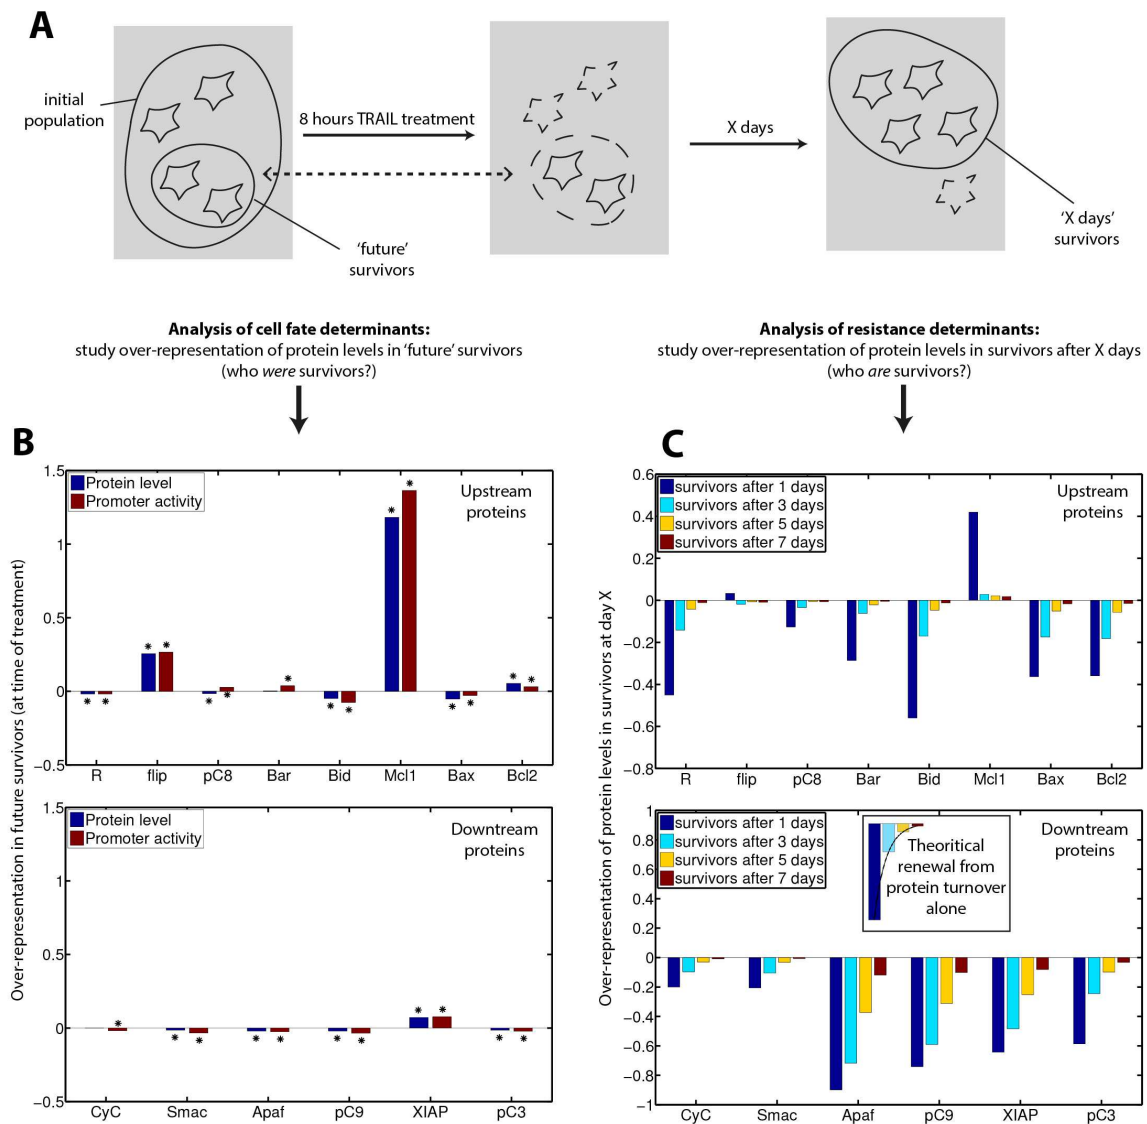 A
initial
population
8 hours TRAIL treatment
X days
'future'
survivors
'X days'
survivors
Analysis of cell fate determinants:
study over-representation of protein levels in 'future' survivors
(who were survivors?)
Analysis of resistance determinants:
study over-representation of protein levels in survivors after X days
(who are survivors?)
B
Over-representation in future survivors (at time of treatment)
1.5
1
0.5
0
−0.5
Protein level
Promoter activity
Upstream
proteins
* * * * * * * * * * * * * * *
R flip pC8 Bar Bid Mcl1 Bax Bcl2
1.5
1
0.5
0
−0.5
Protein level
Promoter activity
Downtream
proteins
* * * * * * * * * * *
CyC Smac Apaf pC9 XIAP pC3
C
Over-representation of protein levels in survivors at day X
0.6
0.4
0.2
0
−0.2
−0.4
−0.6
−0.8
survivors after 1 days
survivors after 3 days
survivors after 5 days
survivors after 7 days
Upstream
proteins
R flip pC8 Bar Bid Mcl1 Bax Bcl2
1
0.8
0.6
0.4
0.2
0
−0.2
−0.4
−0.6
−0.8
−1
survivors after 1 days
survivors after 3 days
survivors after 5 days
survivors after 7 days
Theoritical
renewal from
protein turnover
alone
Downtream
proteins
CyC Smac Apaf pC9 XIAP pC3